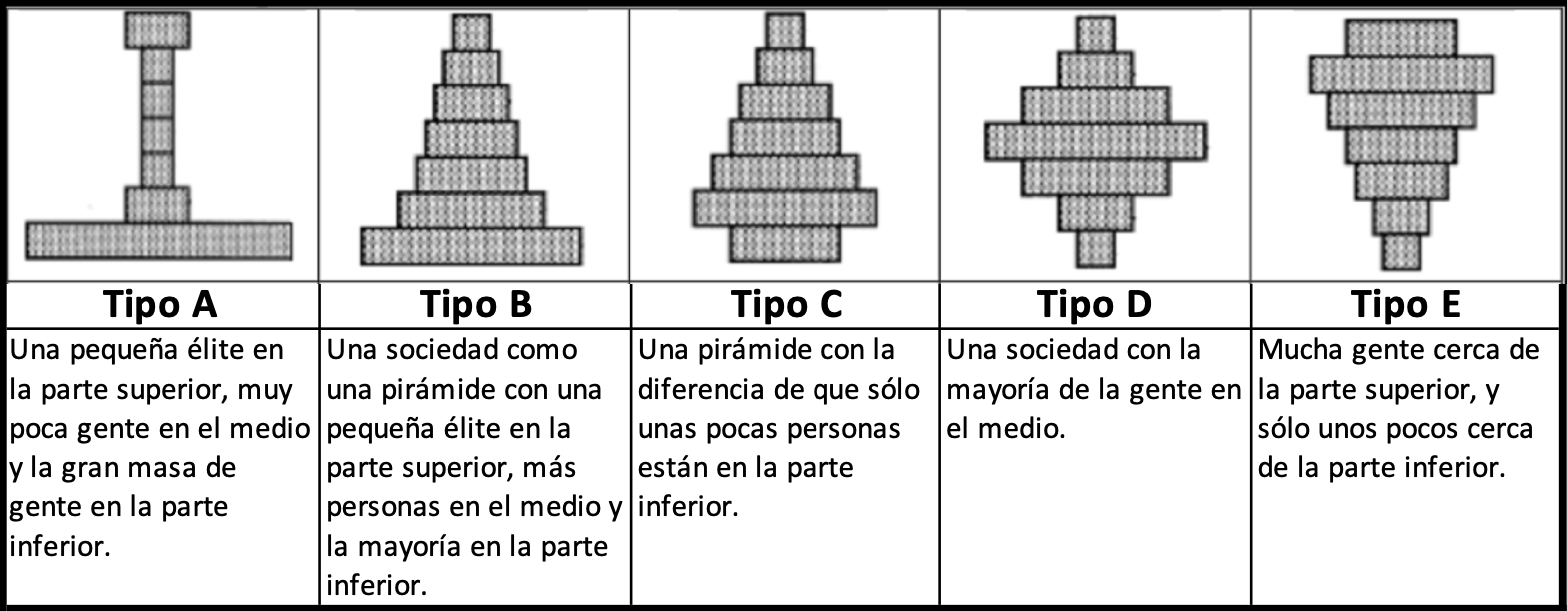 Tipo A
Una pequeña élite en
la parte superior, muy
poca gente en el medio
y la gran masa de
gente en la parte
inferior.
Tipo B
Una sociedad como
una pirámide con una
pequeña élite en la
parte superior, más
personas en el medio y
la mayoría en la parte
inferior.
Tipo C
Una pirámide con la
diferencia de que sólo
unas pocas personas
están en la parte
inferior.
Tipo D
Una sociedad con la
mayoría de la gente en
el medio.
Tipo E
Mucha gente cerca de
la parte superior, y
sólo unos pocos cerca
de la parte inferior.